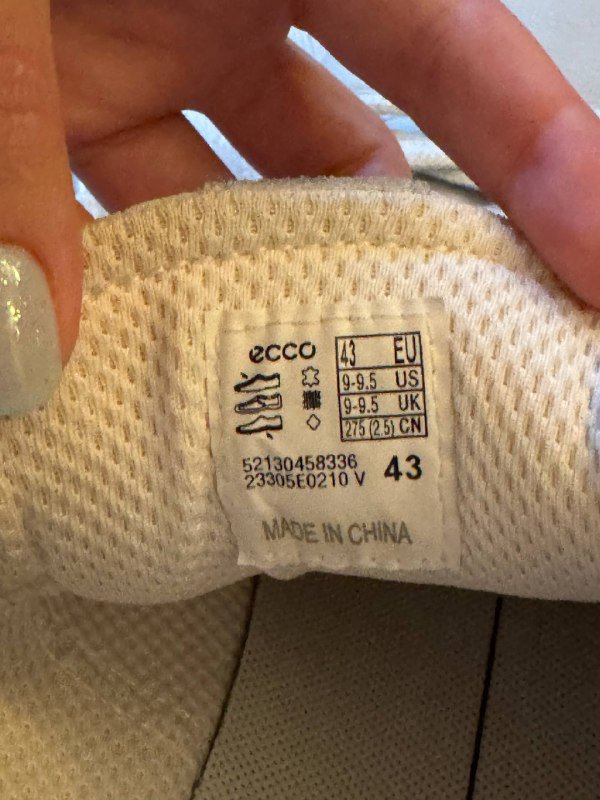 ecco
43 EU
9-9.5 US
9-9.5 UK
275 (2,5) CN
52130458336
23305E0210 V
43
MADE IN CHINA